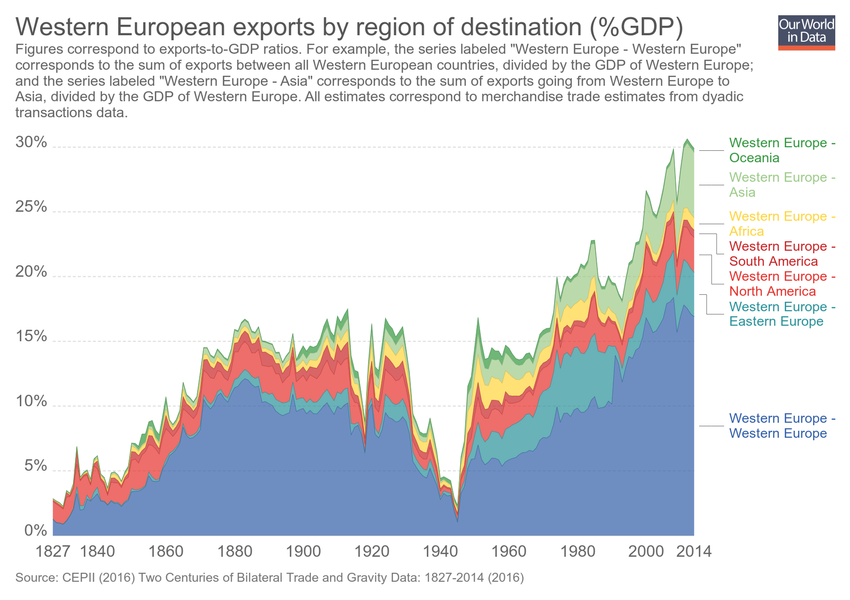 Western European exports by region of destination (%GDP)
Our World
in Data
Figures correspond to exports-to-GDP ratios. For example, the series labeled "Western Europe - Western Europe"
corresponds to the sum of exports between all Western European countries, divided by the GDP of Western Europe;
and the series labeled "Western Europe - Asia" corresponds to the sum of exports going from Western Europe to
Asia, divided by the GDP of Western Europe. All estimates correspond to merchandise trade estimates from dyadic
transactions data.
30%
25%
20%
15%
10%
5%
0%
Western Europe -
Oceania
Western Europe -
Asia
Western Europe -
Africa
Western Europe -
South America
Western Europe -
North America
Western Europe -
Eastern Europe
Western Europe -
Western Europe
1827 1840 1860 1880 1900 1920 1940 1960 1980 2000 2014
Source: CEPII (2016) Two Centuries of Bilateral Trade and Gravity Data: 1827-2014 (2016)